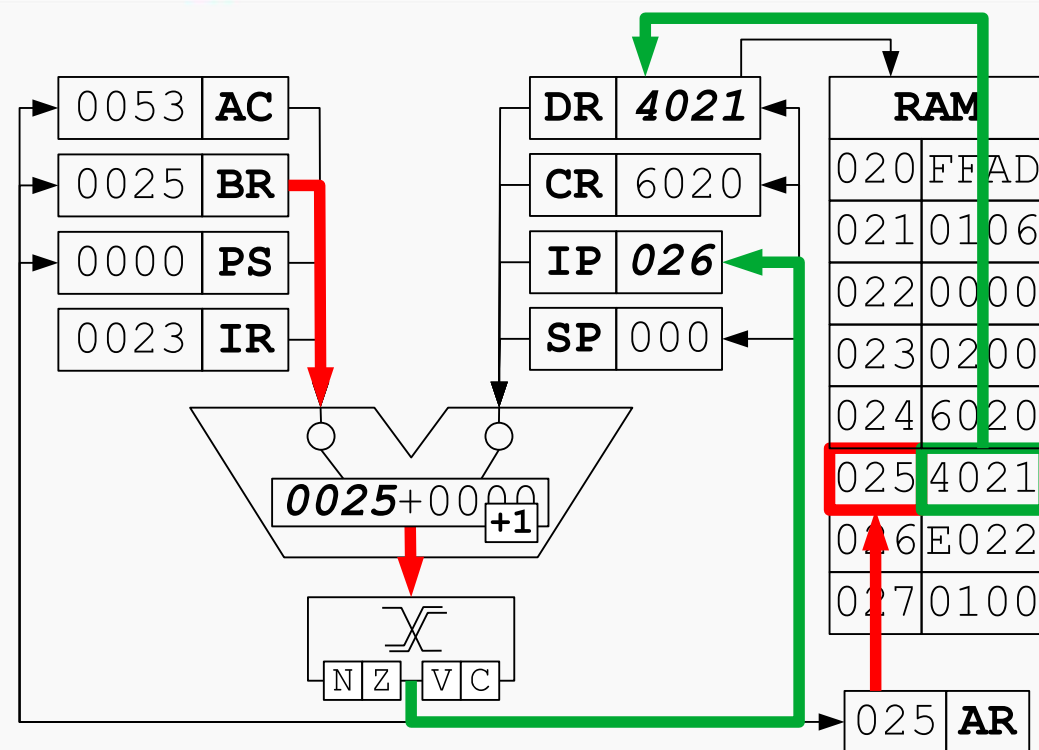 0053 AC
0025 BR
0000 PS
0023 IR
DR 4021
CR 6020
IP 026
SP 000
RAM
020 FFAD
021 0106
022 0000
023 0200
024 6020
025 4021
026 E022
027 0100
0025+0000
+1
N Z V C
025 AR